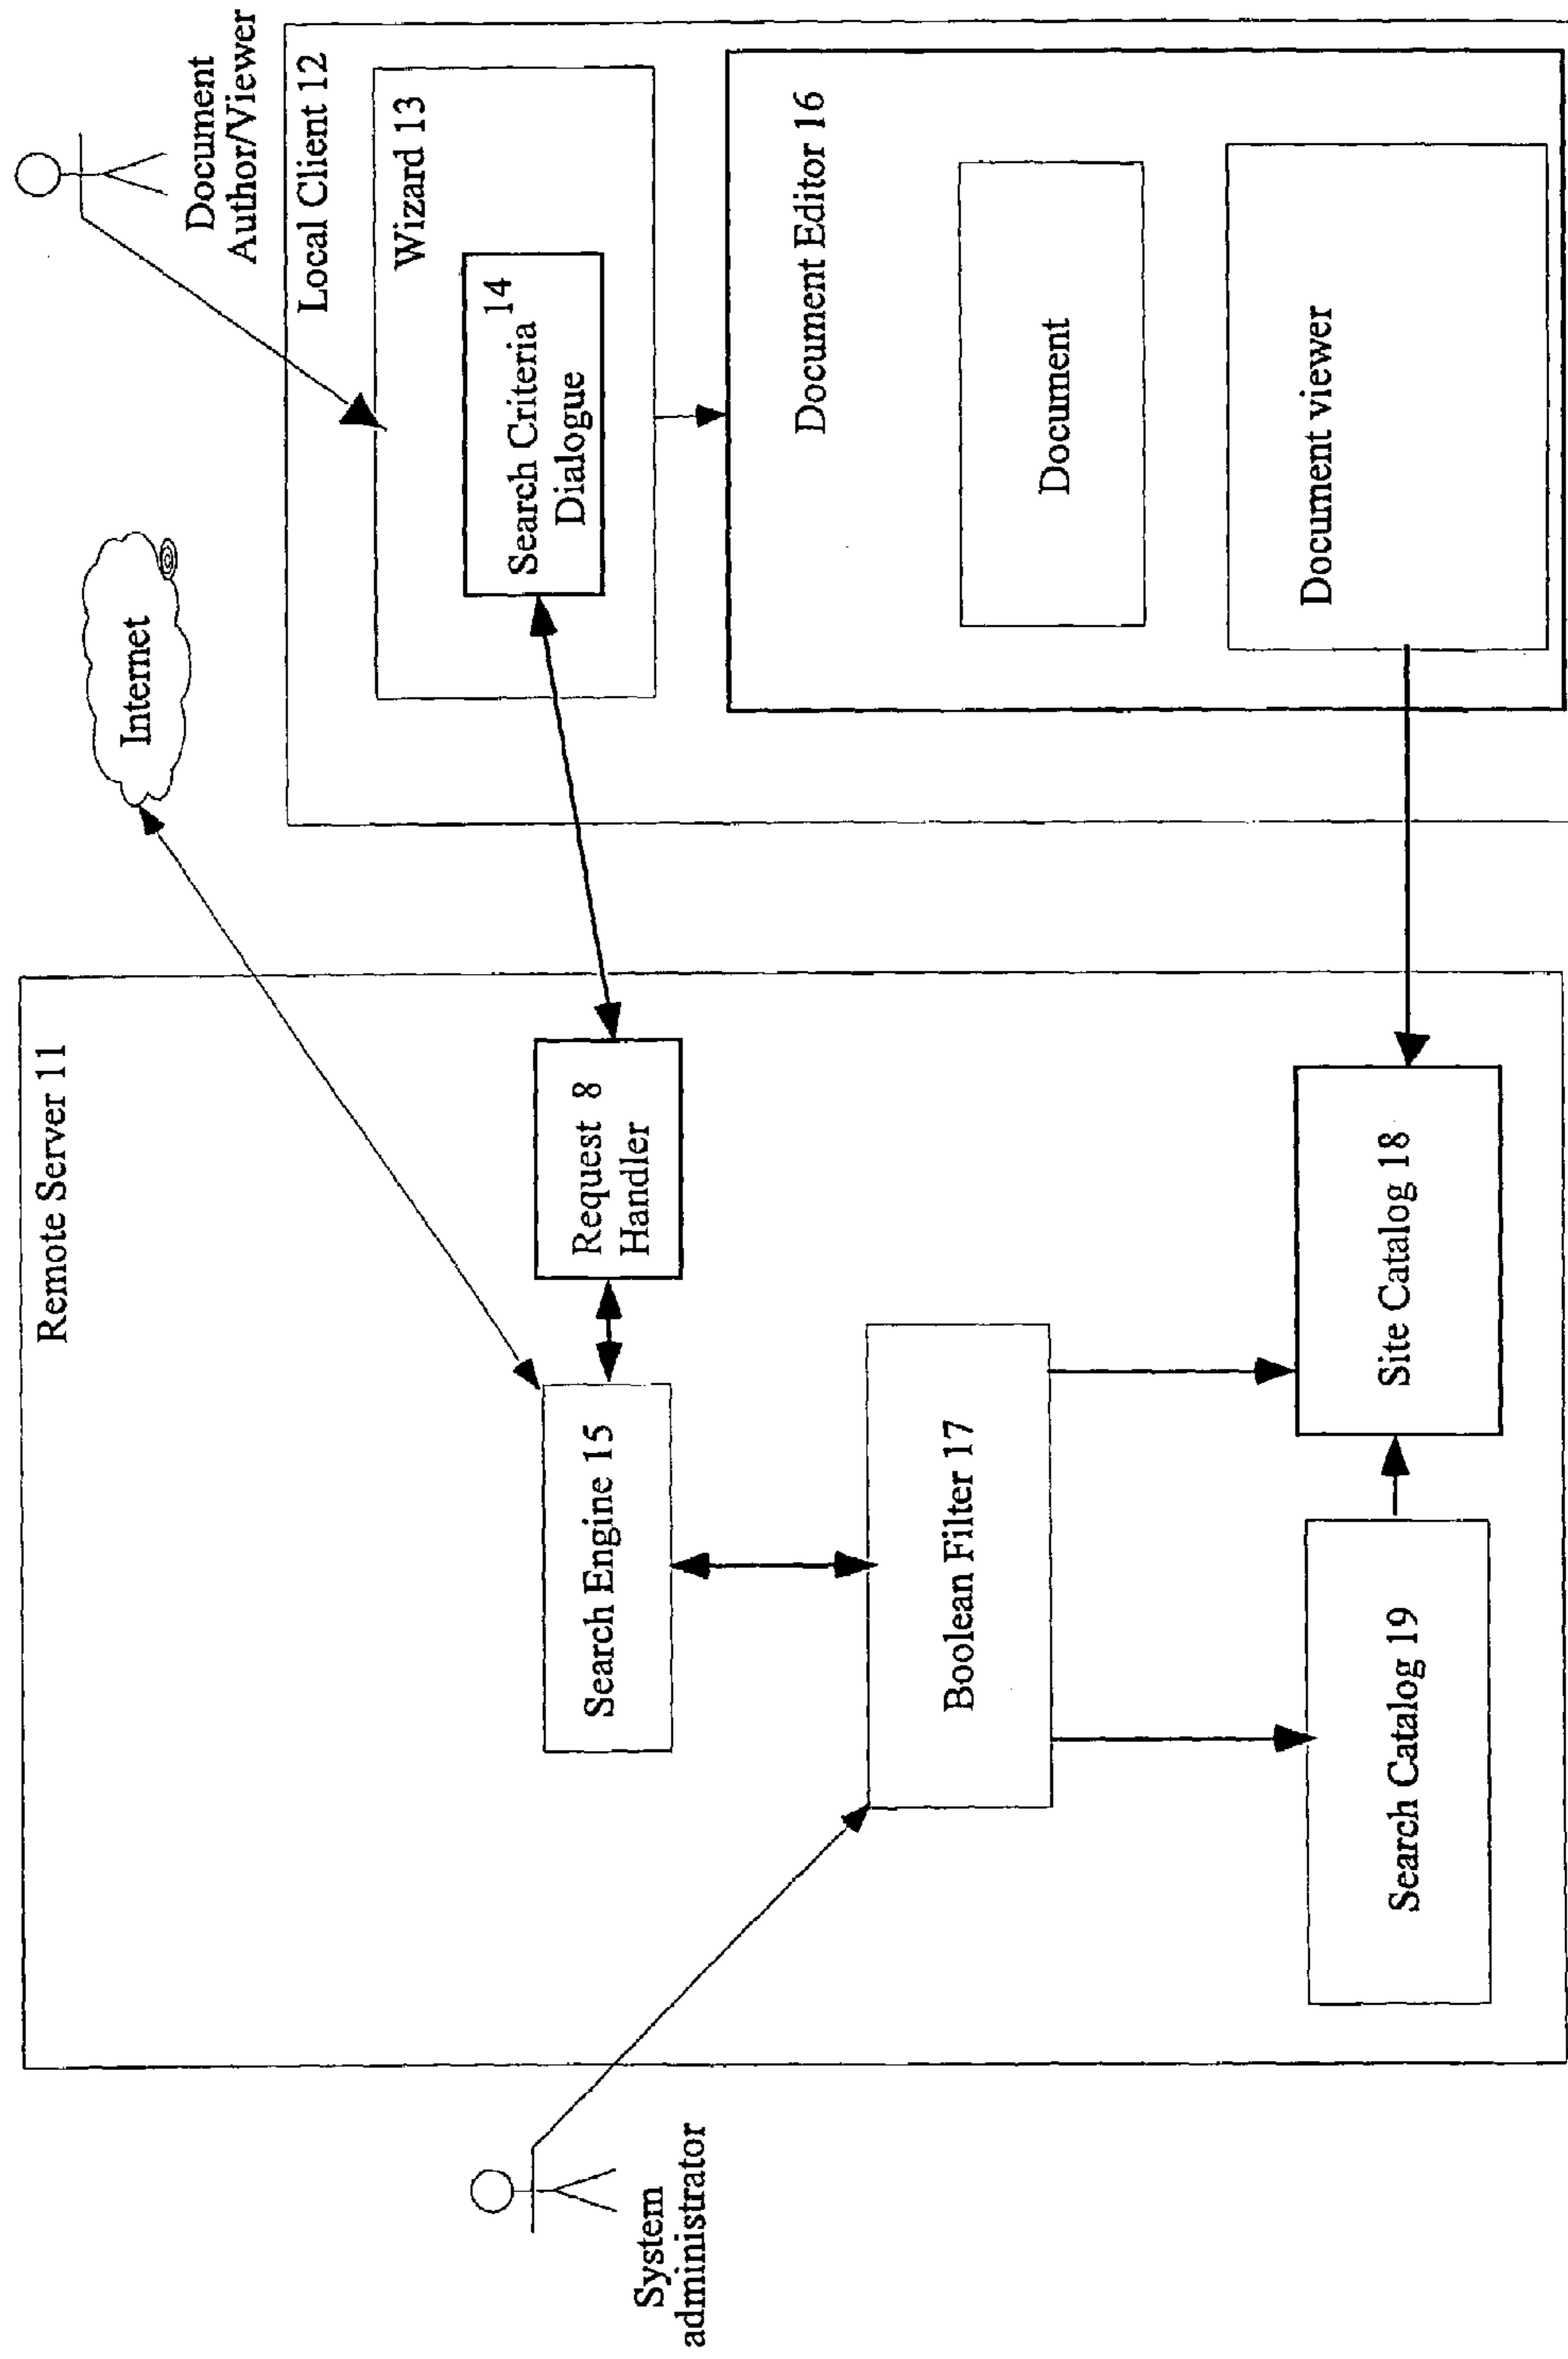 Document
Author/Viewer
Internet
Local Client 12
Wizard 13
14
Search Criteria
Dialogue
Document Editor 16
Document
Document viewer
Remote Server 11
Request 8
Handler
Search Engine 15
Boolean Filter 17
Site Catalog 18
Search Catalog 19
System
administrator